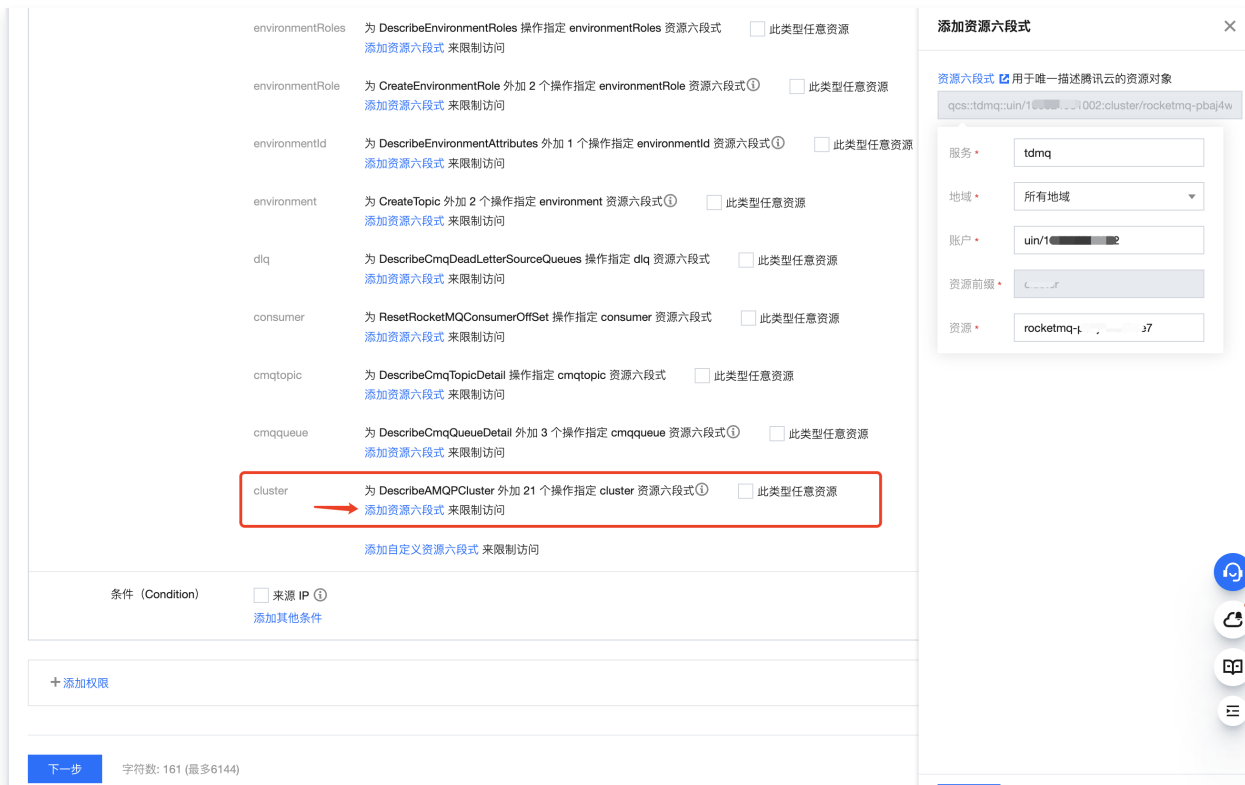 environmentRoles
为 DescribeEnvironmentRoles 操作指定 environmentRoles 资源六段式
此类型任意资源
添加资源六段式 来限制访问
environmentRole
为 CreateEnvironmentRole 外加 2 个操作指定 environmentRole 资源六段式
此类型任意资源
添加资源六段式 来限制访问
environmentId
为 DescribeEnvironmentAttributes 外加 1 个操作指定 environmentId 资源六段式
此类型任意资源
添加资源六段式 来限制访问
environment
为 CreateTopic 外加 2 个操作指定 environment 资源六段式
此类型任意资源
添加资源六段式 来限制访问
dlq
为 DescribeCmqDeadLetterSourceQueues 操作指定 dlq 资源六段式
此类型任意资源
添加资源六段式 来限制访问
consumer
为 ResetRocketMQConsumerOffSet 操作指定 consumer 资源六段式
此类型任意资源
添加资源六段式 来限制访问
cmqtopic
为 DescribeCmqTopicDetail 操作指定 cmqtopic 资源六段式
此类型任意资源
添加资源六段式 来限制访问
cmqqueue
为 DescribeCmqQueueDetail 外加 3 个操作指定 cmqqueue 资源六段式
此类型任意资源
添加资源六段式 来限制访问
cluster
为 DescribeAMQPCluster 外加 21 个操作指定 cluster 资源六段式
此类型任意资源
添加资源六段式 来限制访问
添加自定义资源六段式 来限制访问
条件（Condition）
来源 IP
添加其他条件
+ 添加权限
下一步
字符数: 161 (最多6144)
添加资源六段式
资源六段式 用于唯一描述腾讯云的资源对象
qcs::tdmq::uin/1 002:cluster/rocketmq-pbaj4w
服务 *
tdmq
地域 *
所有地域
账户 *
uin/1 2
资源前缀 *
资源 *
rocketmq-